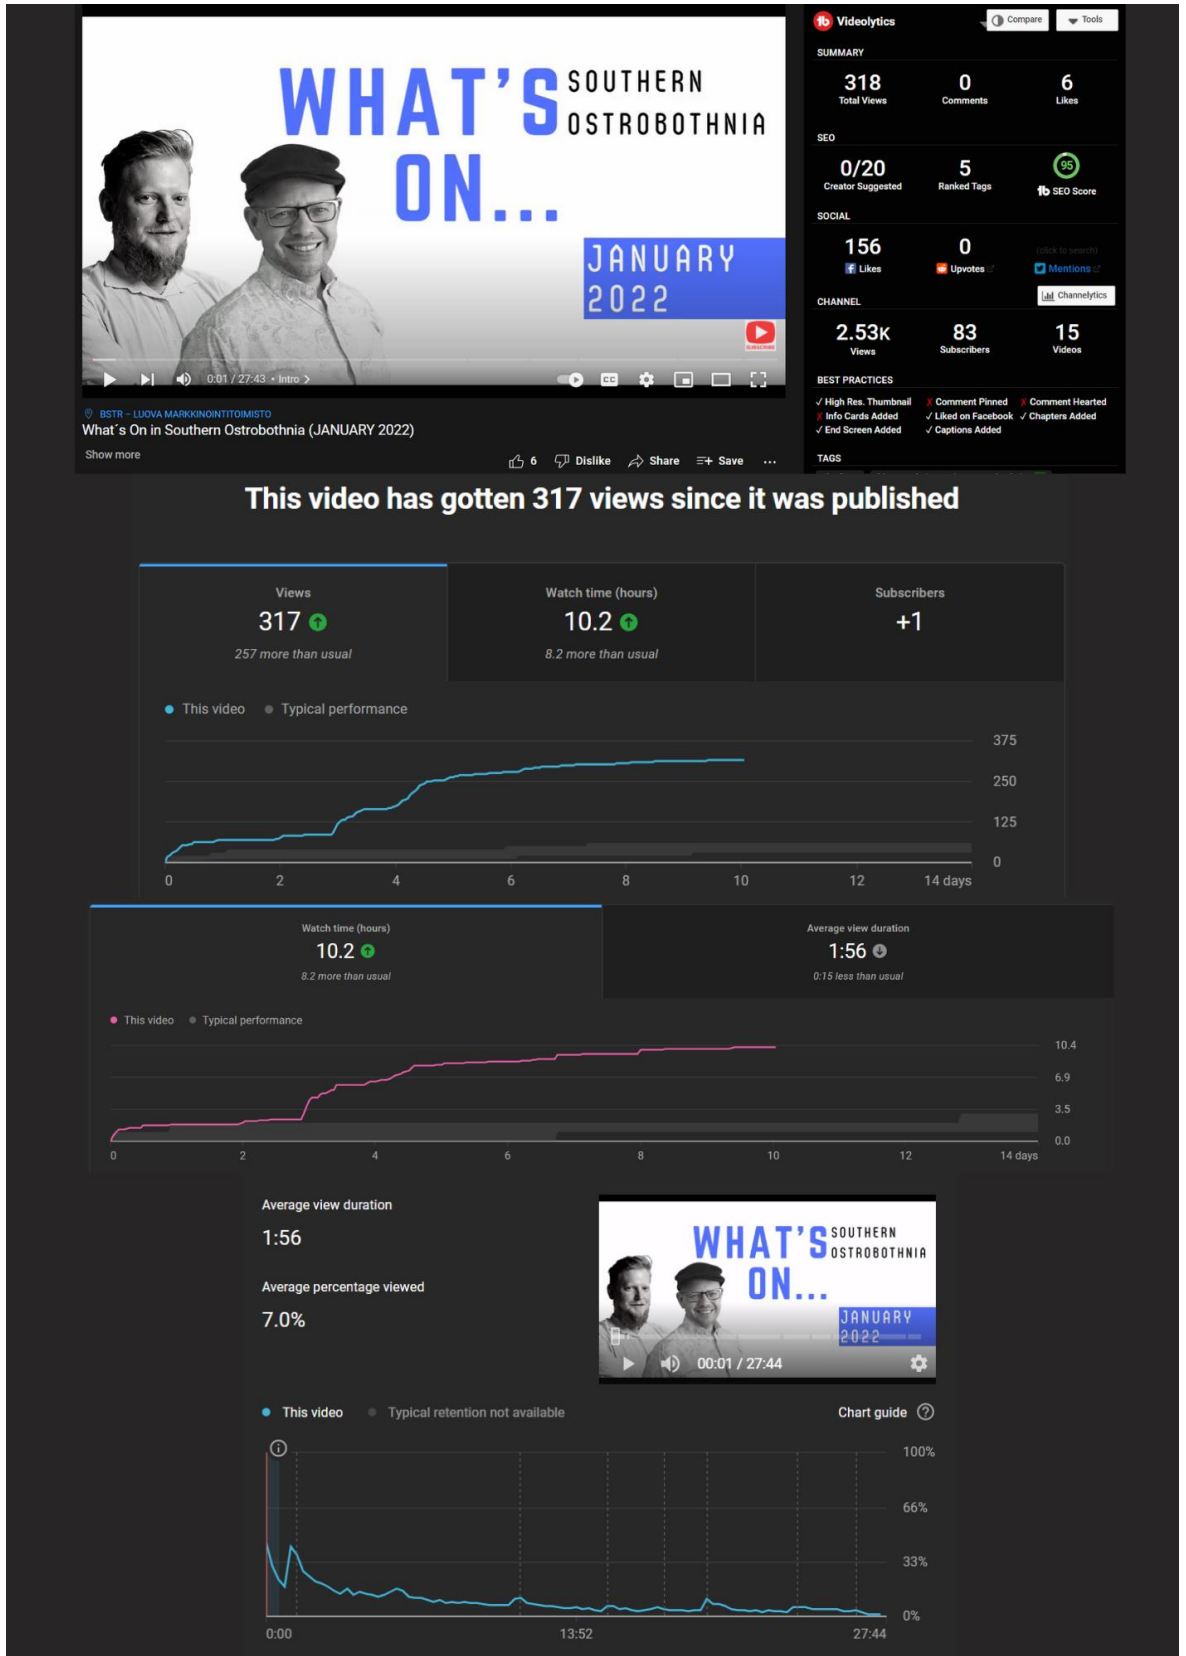 WHAT'S SOUTHERN
OSTROBOTHNIA
ON...
JANUARY
2022
SUBSCRIBE
0:01 / 27:43 • Intro >
CC
BSTR – LUOVA MARKKINOINTITOIMISTO
What´s On in Southern Ostrobothnia (JANUARY 2022)
Show more
6 Dislike Share Save ...
tb Videolytics Compare Tools
SUMMARY
318 0 6
Total Views Comments Likes
SEO
0/20 5 95
Creator Suggested Ranked Tags tb SEO Score
SOCIAL
156 0 (click to search)
Likes Upvotes Mentions
CHANNEL Channelytics
2.53K 83 15
Views Subscribers Videos
BEST PRACTICES
✓ High Res. Thumbnail ✗ Comment Pinned ✗ Comment Hearted
✗ Info Cards Added ✓ Liked on Facebook ✓ Chapters Added
✓ End Screen Added ✓ Captions Added
TAGS
This video has gotten 317 views since it was published
Views Watch time (hours) Subscribers
317 10.2 +1
257 more than usual 8.2 more than usual
This video Typical performance
375
250
125
0
0 2 4 6 8 10 12 14 days
Watch time (hours) Average view duration
10.2 1:56
8.2 more than usual 0:15 less than usual
This video Typical performance
10.4
6.9
3.5
0.0
0 2 4 6 8 10 12 14 days
Average view duration
1:56
Average percentage viewed
7.0%
WHAT'S SOUTHERN
OSTROBOTHNIA
ON...
JANUARY
2022
00:01 / 27:44
This video Typical retention not available Chart guide
100%
66%
33%
0%
0:00 13:52 27:44